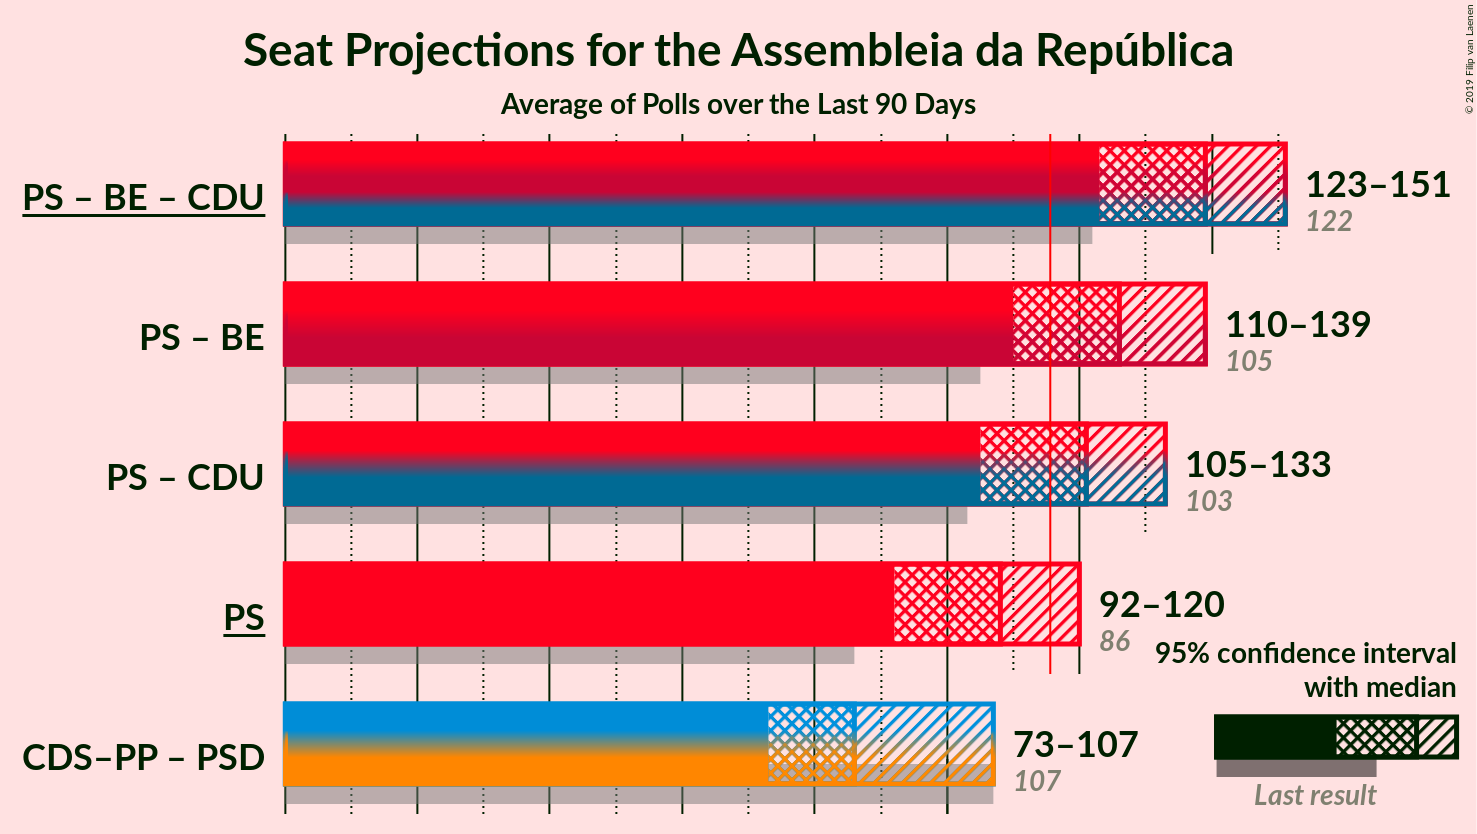 Seat Projections for the Assembleia da República
Average of Polls over the Last 90 Days
© 2019 Filip van Laenen
PS – BE – CDU
123–151
122
PS – BE
110–139
105
PS – CDU
105–133
103
PS
92–120
86
95% confidence interval
with median
CDS–PP – PSD
73–107
107
Last result